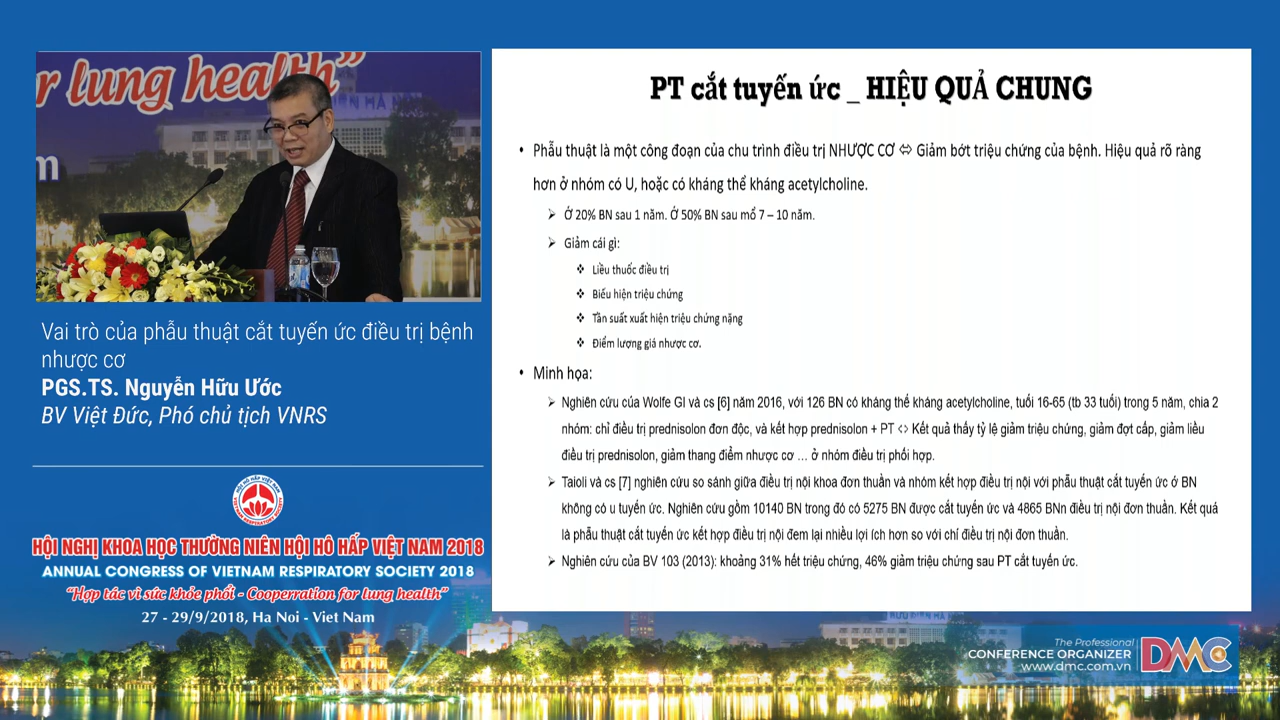 r lung health”
ỆN HÀ N
m
Vai trò của phẫu thuật cắt tuyến ức điều trị bệnh
nhược cơ
PGS.TS. Nguyễn Hữu Ước
BV Việt Đức, Phó chủ tịch VNRS
HỘI HÔ HẤP VIỆT NAM
VIETNAM RESPIRATORY SOCIETY
HỘI NGHỊ KHOA HỌC THƯỜNG NIÊN HỘI HÔ HẤP VIỆT NAM 2018
ANNUAL CONGRESS OF VIETNAM RESPIRATORY SOCIETY 2018
“Hợp tác vì sức khỏe phổi - Cooperration for lung health”
27 - 29/9/2018, Ha Noi - Viet Nam
PT cắt tuyến ức _ HIỆU QUẢ CHUNG
• Phẫu thuật là một công đoạn của chu trình điều trị NHƯỢC CƠ ⇔ Giảm bớt triệu chứng của bệnh. Hiệu quả rõ ràng
hơn ở nhóm có U, hoặc có kháng thể kháng acetylcholine.
➢ Ở 20% BN sau 1 năm. Ở 50% BN sau mổ 7 – 10 năm.
➢ Giảm cái gì:
❖ Liều thuốc điều trị
❖ Biểu hiện triệu chứng
❖ Tần suất xuất hiện triệu chứng nặng
❖ Điểm lượng giá nhược cơ.
• Minh họa:
➢ Nghiên cứu của Wolfe GI và cs [6] năm 2016, với 126 BN có kháng thể kháng acetylcholine, tuổi 16-65 (tb 33 tuổi) trong 5 năm, chia 2
nhóm: chỉ điều trị prednisolon đơn độc, và kết hợp prednisolon + PT <> Kết quả thấy tỷ lệ giảm triệu chứng, giảm đợt cấp, giảm liều
điều trị prednisolon, giảm thang điểm nhược cơ … ở nhóm điều trị phối hợp.
➢ Taioli và cs [7] nghiên cứu so sánh giữa điều trị nội khoa đơn thuần và nhóm kết hợp điều trị nội với phẫu thuật cắt tuyến ức ở BN
không có u tuyến ức. Nghiên cứu gồm 10140 BN trong đó có 5275 BN được cắt tuyến ức và 4865 BNn điều trị nội đơn thuần. Kết quả
là phẫu thuật cắt tuyến ức kết hợp điều trị nội đem lại nhiều lợi ích hơn so với chỉ điều trị nội đơn thuần.
➢ Nghiên cứu của BV 103 (2013): khoảng 31% hết triệu chứng, 46% giảm triệu chứng sau PT cắt tuyến ức.
The Professional
CONFERENCE ORGANIZER
www.dmc.com.vn
DMC